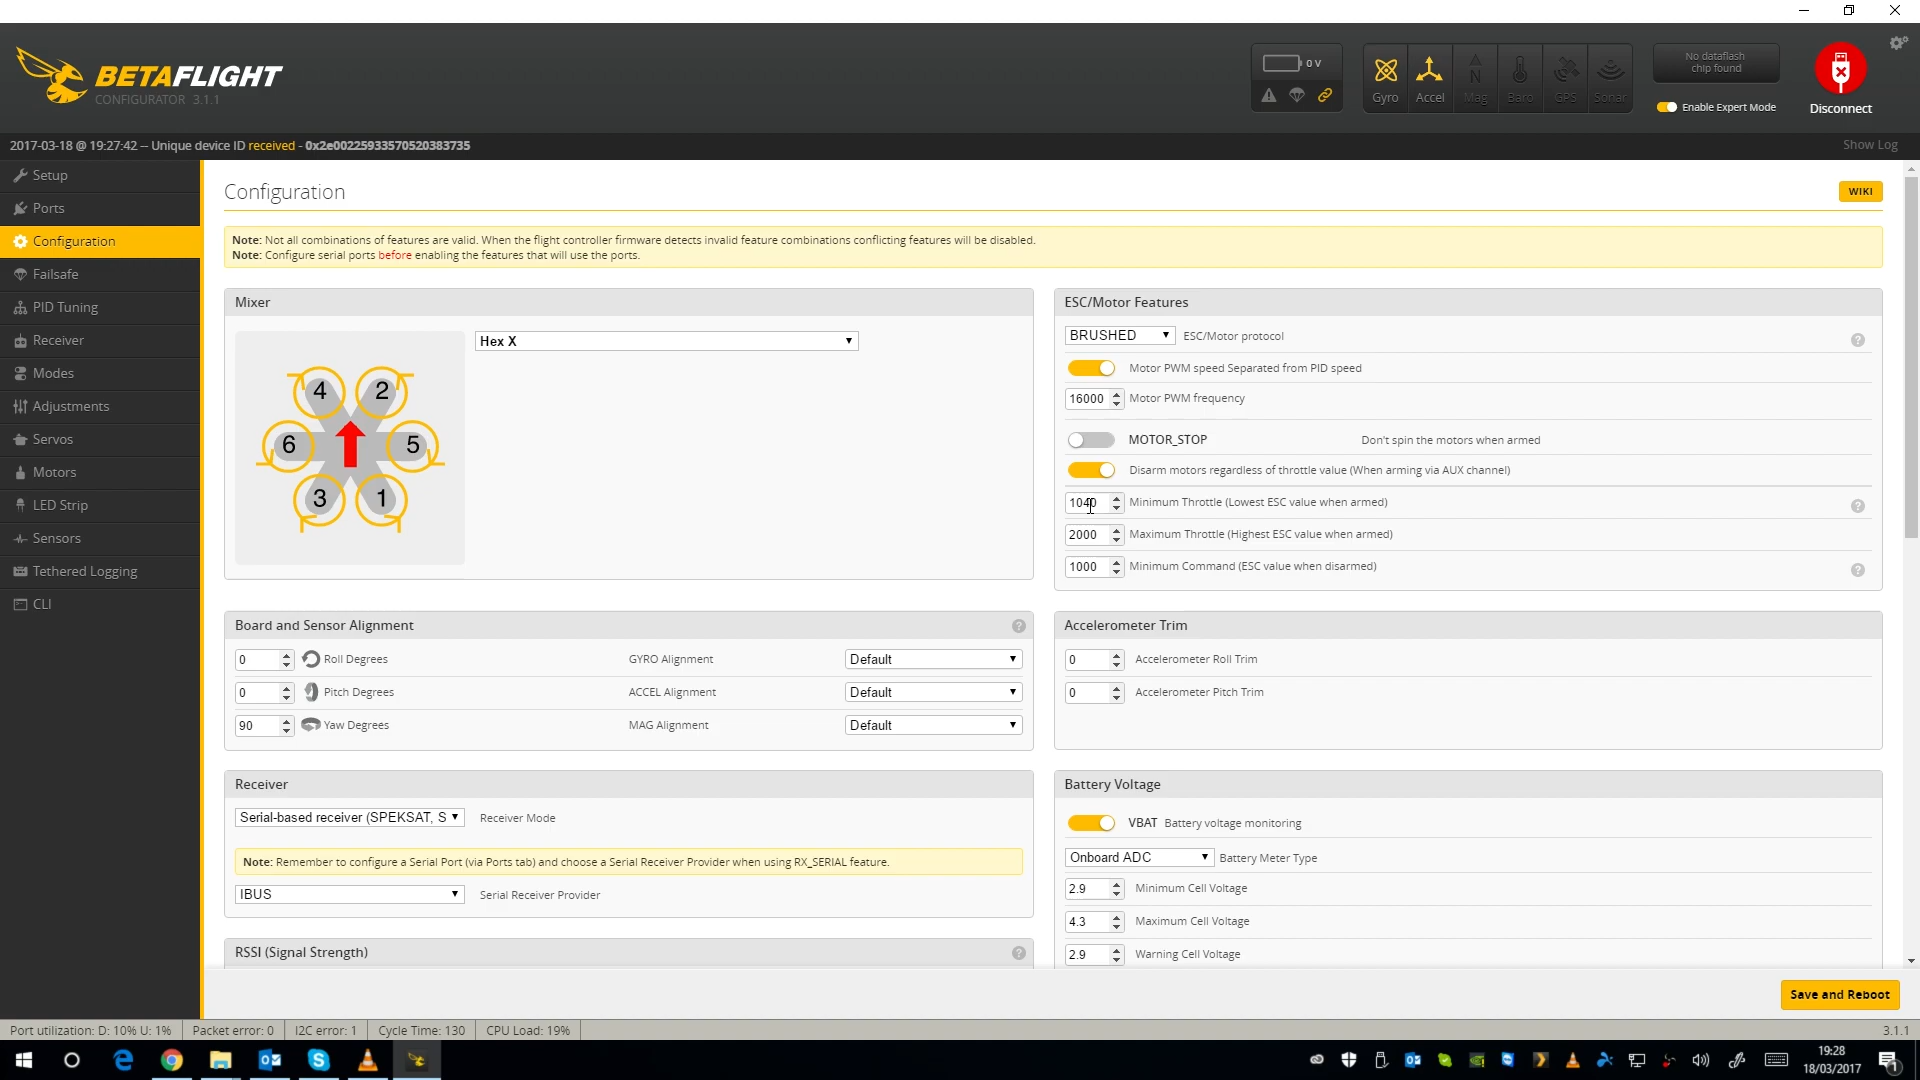 BETAFLIGHT
CONFIGURATOR 3.1.1
0 V
Gyro
Accel
Mag
Baro
GPS
Sonar
No dataflash
chip found
Enable Expert Mode
Disconnect
2017-03-18 @ 19:27:42 -- Unique device ID received - 0x2e00225933570520383735
Show Log
Setup
Ports
Configuration
Failsafe
PID Tuning
Receiver
Modes
Adjustments
Servos
Motors
LED Strip
Sensors
Tethered Logging
CLI
Configuration
WIKI
Note: Not all combinations of features are valid. When the flight controller firmware detects invalid feature combinations conflicting features will be disabled.
Note: Configure serial ports before enabling the features that will use the ports.
Mixer
Hex X
4 2
6 5
3 1
ESC/Motor Features
BRUSHED ESC/Motor protocol
Motor PWM speed Separated from PID speed
16000 Motor PWM frequency
MOTOR_STOP Don't spin the motors when armed
Disarm motors regardless of throttle value (When arming via AUX channel)
1040 Minimum Throttle (Lowest ESC value when armed)
2000 Maximum Throttle (Highest ESC value when armed)
1000 Minimum Command (ESC value when disarmed)
Board and Sensor Alignment
0 Roll Degrees GYRO Alignment Default
0 Pitch Degrees ACCEL Alignment Default
90 Yaw Degrees MAG Alignment Default
Accelerometer Trim
0 Accelerometer Roll Trim
0 Accelerometer Pitch Trim
Receiver
Serial-based receiver (SPEKSAT, S Receiver Mode
Note: Remember to configure a Serial Port (via Ports tab) and choose a Serial Receiver Provider when using RX_SERIAL feature.
IBUS Serial Receiver Provider
Battery Voltage
VBAT Battery voltage monitoring
Onboard ADC Battery Meter Type
2.9 Minimum Cell Voltage
4.3 Maximum Cell Voltage
2.9 Warning Cell Voltage
RSSI (Signal Strength)
Save and Reboot
Port utilization: D: 10% U: 1% Packet error: 0 I2C error: 1 Cycle Time: 130 CPU Load: 19% 3.1.1
19:28
18/03/2017
1